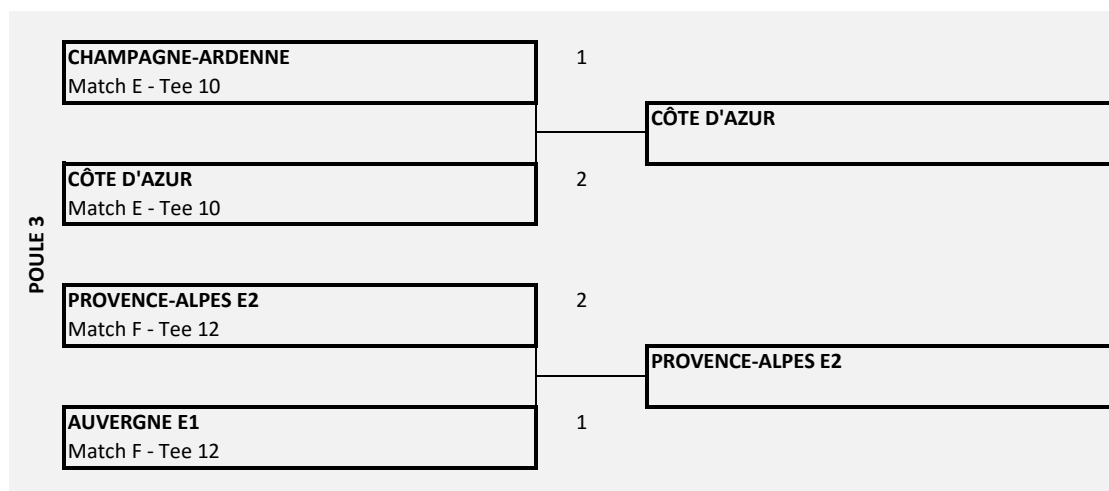 POULE 3
CHAMPAGNE-ARDENNE
Match E - Tee 10
1
CÔTE D'AZUR
CÔTE D'AZUR
Match E - Tee 10
2
PROVENCE-ALPES E2
Match F - Tee 12
2
PROVENCE-ALPES E2
AUVERGNE E1
Match F - Tee 12
1